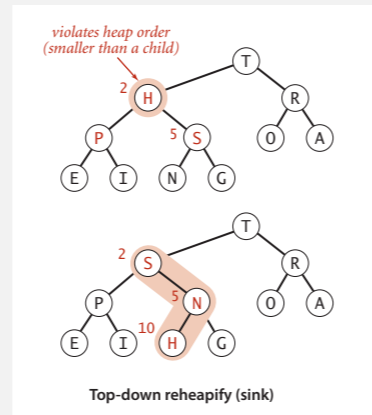 violates heap order
(smaller than a child)
T
2 H R
P 5 S O A
E I N G
T
2 S R
P 5 N O A
10
E I H G
Top-down reheapify (sink)